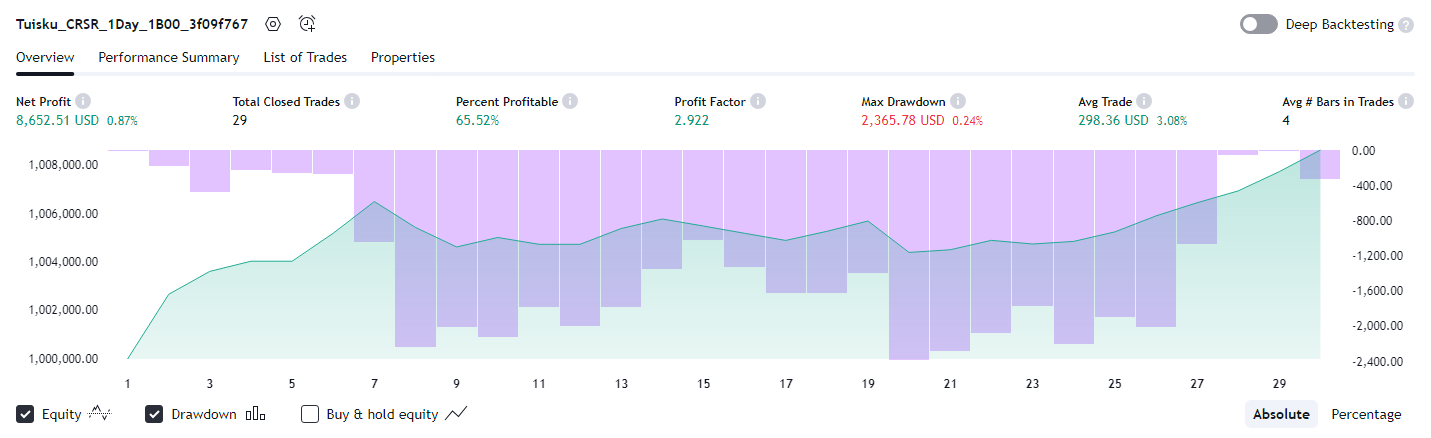 Tuisku_CRSR_1Day_1B00_3f09f767
Deep Backtesting ?
Overview Performance Summary List of Trades Properties
Net Profit i Total Closed Trades i Percent Profitable i Profit Factor i Max Drawdown i Avg Trade i Avg # Bars in Trades i
8,652.51 USD 0.87% 29 65.52% 2.922 2,365.78 USD 0.24% 298.36 USD 3.08% 4
1,008,000.00
1,006,000.00
1,004,000.00
1,002,000.00
1,000,000.00
0.00
-400.00
-800.00
-1,200.00
-1,600.00
-2,000.00
-2,400.00
1 3 5 7 9 11 13 15 17 19 21 23 25 27 29
Equity Drawdown Buy & hold equity Absolute Percentage